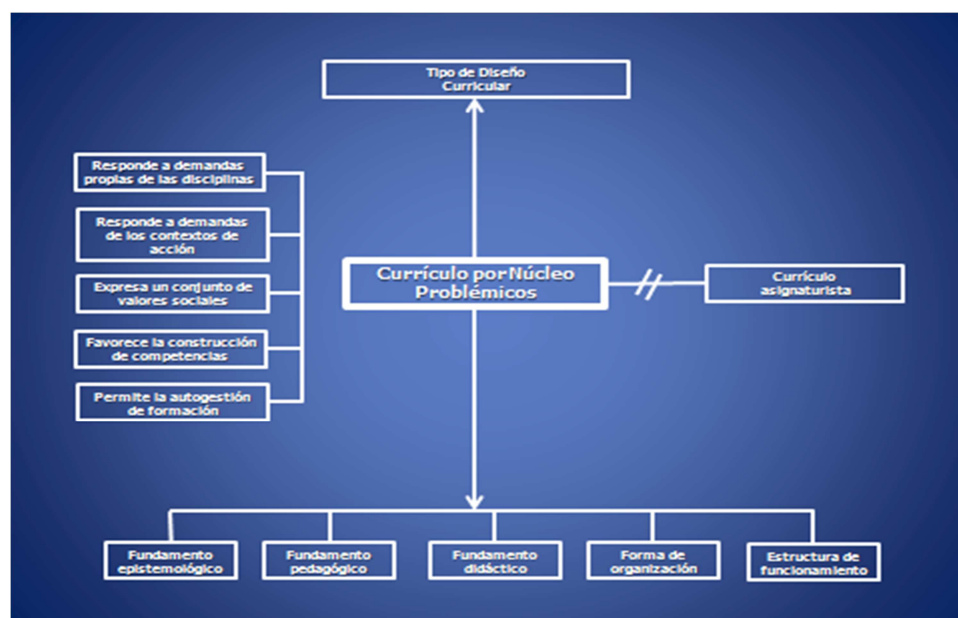 Tipo de Diseño
Curricular
Responde a demandas
propias de las disciplinas
Responde a demandas
de los contextos de
acción
Expresa un conjunto de
valores sociales
Favorece la construcción
de competencias
Permite la autogestión
de formación
Currículo por Núcleo
Problémicos
Currículo
asignaturista
Fundamento
epistemológico
Fundamento
pedagógico
Fundamento
didáctico
Forma de
organización
Estructura de
funcionamiento